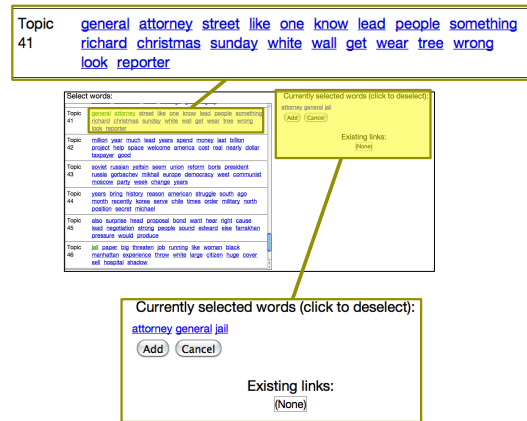 Topic general attorney street like one know lead people something
41 richard christmas sunday white wall get wear tree wrong
look reporter
Select words:
Topic general attorney street like one know lead people something
41 richard christmas sunday white wall get wear tree wrong
look reporter
Topic million year much lead years spend money last billion
42 project help space welcome america cost real nearly dollar
taxpayer good
Topic soviet russian yeltsin seem union reform boris president
43 russia gorbachev mikhail europe democracy west communist
moscow party week change years
Topic years bring history reason american struggle south ago
44 month recently korea serve chile times order military north
position secret michael
Topic also surprise head proposal bond want hear right cause
45 lead negotiation strong people sound edward else farrakhan
pressure would produce
Topic jail paper big threaten job running like woman black
46 manhattan experience throw white large citizen huge cover
sell hospital shadow
Currently selected words (click to deselect):
attorney general jail
Add Cancel
Existing links:
(None)
Currently selected words (click to deselect):
attorney general jail
Add Cancel
Existing links:
(None)